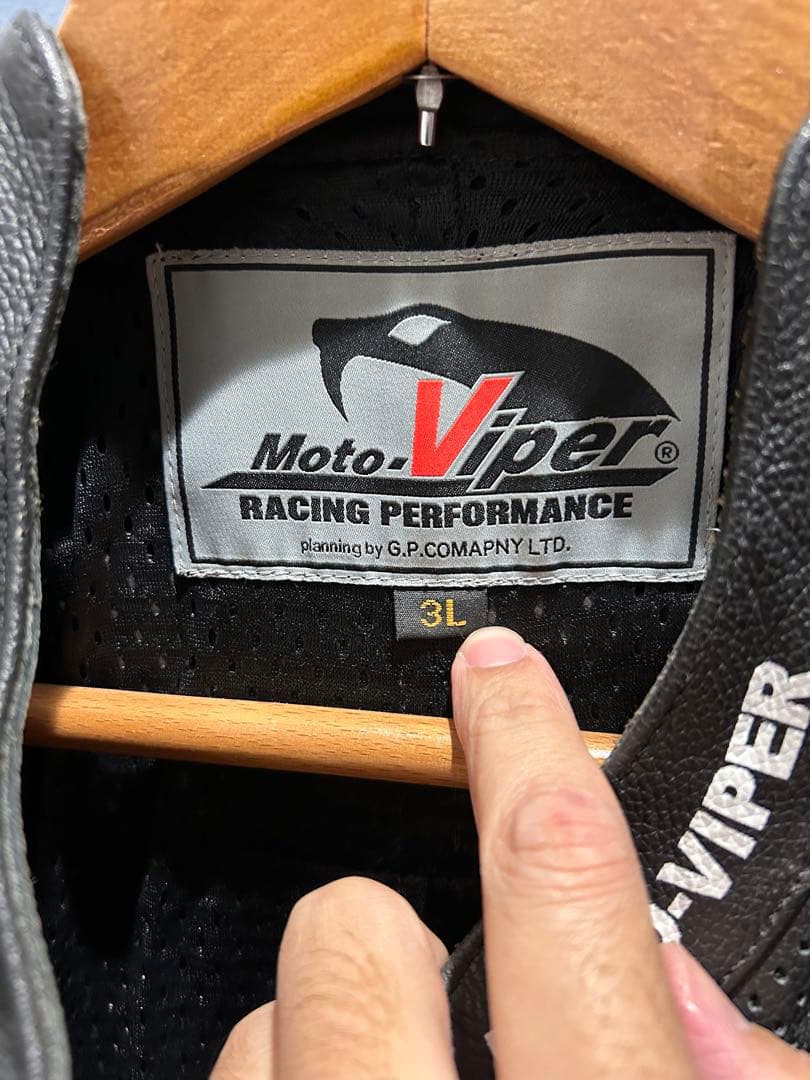 Moto-Viper®
RACING PERFORMANCE
planning by G.P.COMAPNY LTD.
3L
-VIPER